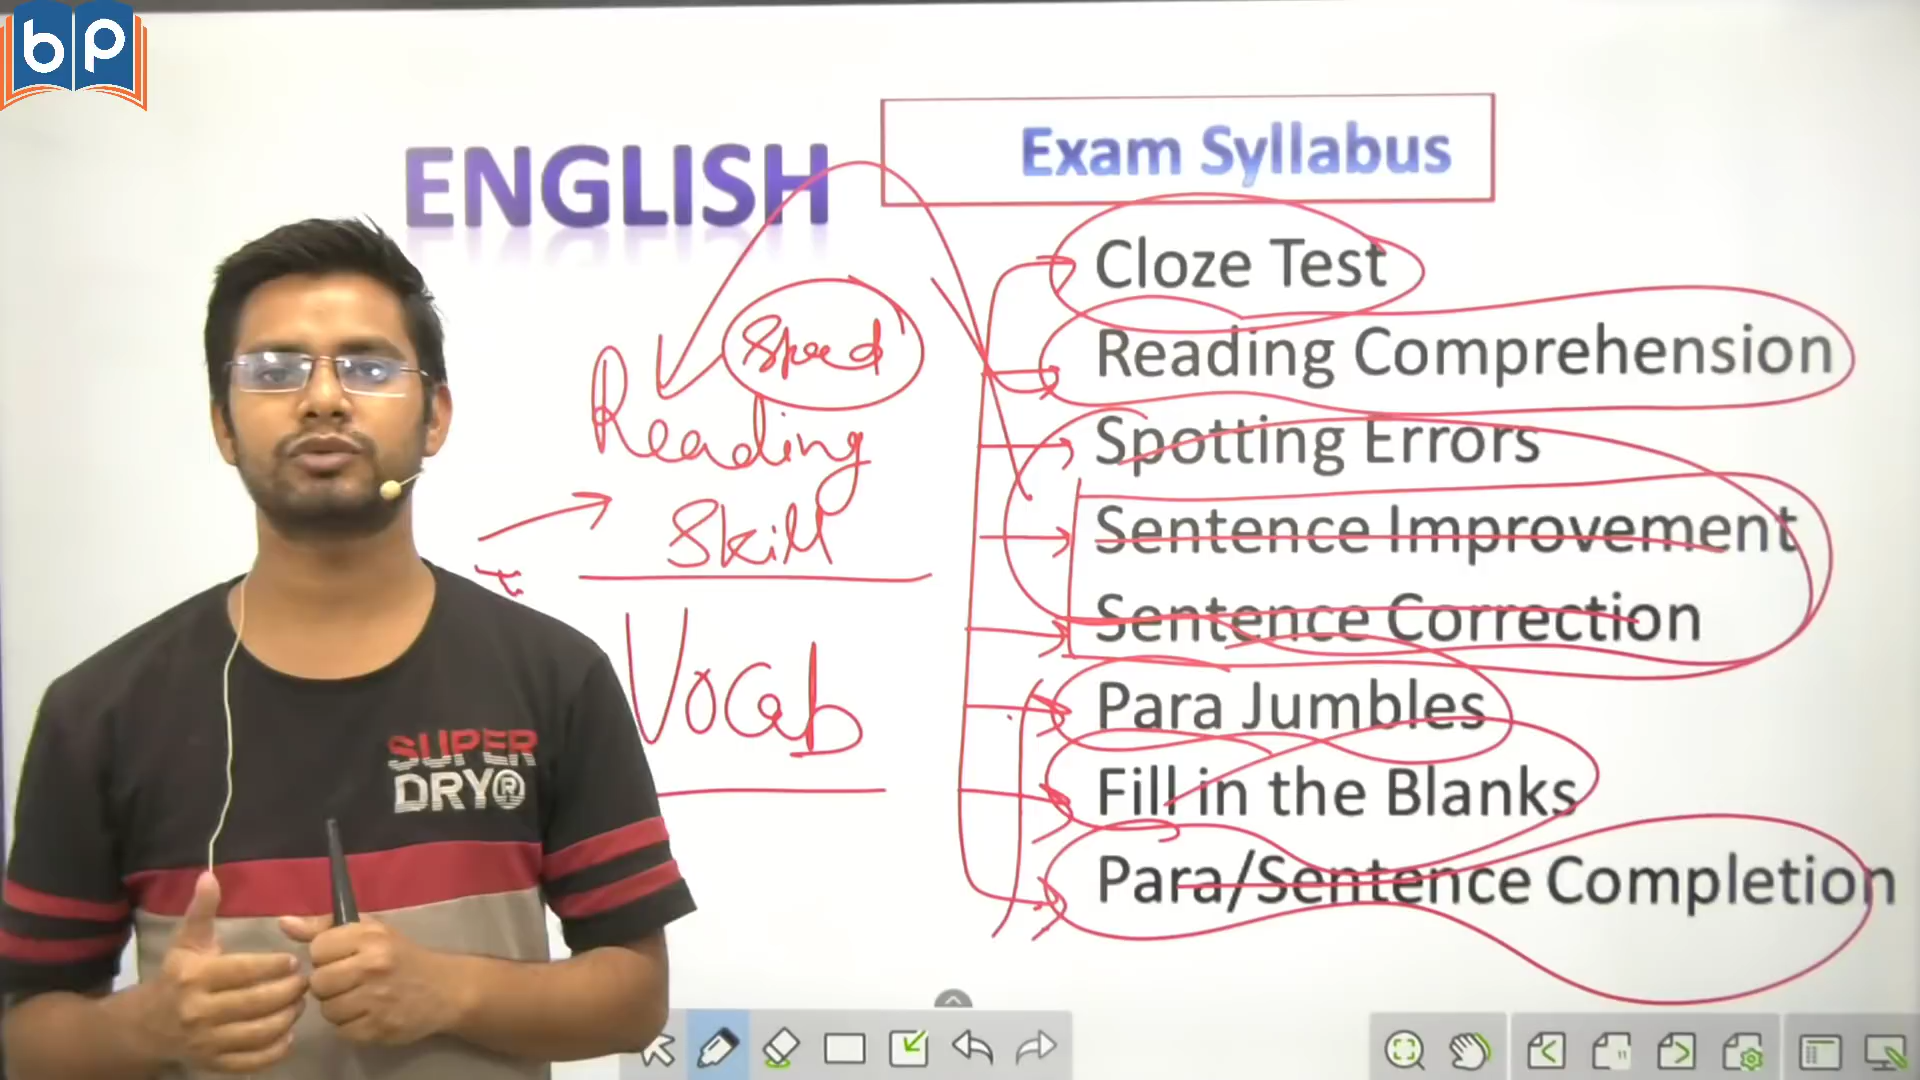 bp
ENGLISH
Exam Syllabus
Cloze Test
Reading Comprehension
Spotting Errors
Sentence Improvement
Sentence Correction
Para Jumbles
Fill in the Blanks
Para/Sentence Completion
Speed
Reading
Skill
Vocab
SUPER
DRY®